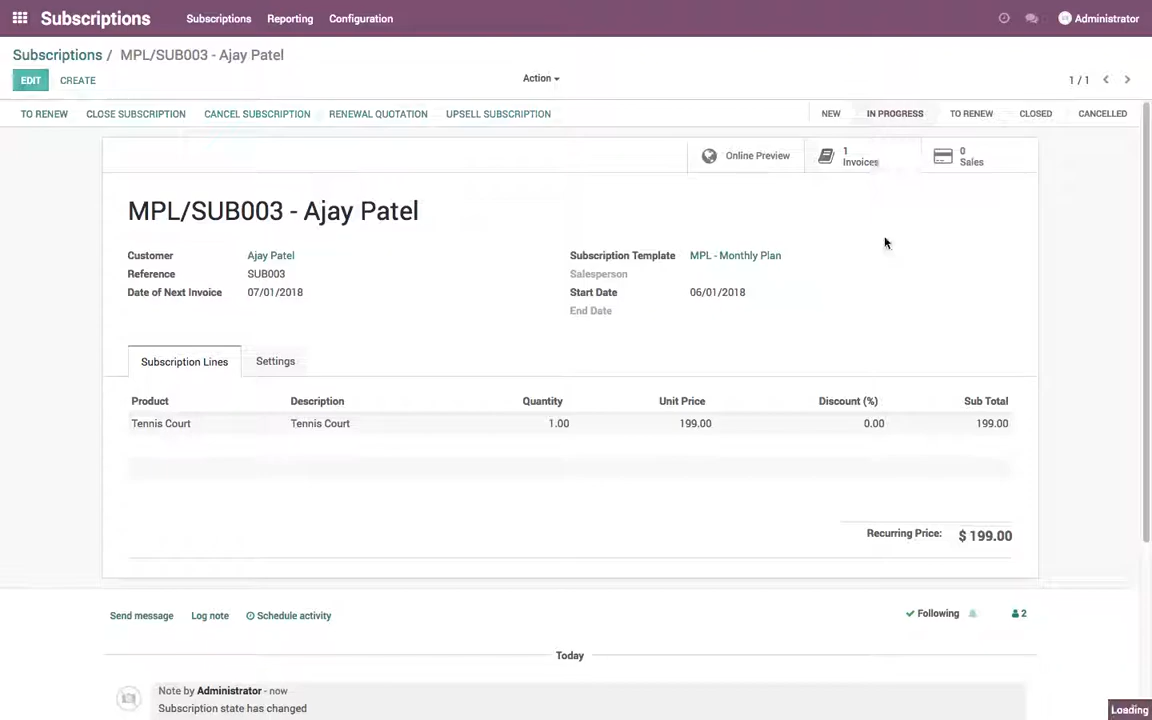 Subscriptions Subscriptions Reporting Configuration Administrator
Subscriptions / MPL/SUB003 - Ajay Patel
EDIT CREATE Action 1 / 1
TO RENEW CLOSE SUBSCRIPTION CANCEL SUBSCRIPTION RENEWAL QUOTATION UPSELL SUBSCRIPTION NEW IN PROGRESS TO RENEW CLOSED CANCELLED
Online Preview 1 Invoices 0 Sales
MPL/SUB003 - Ajay Patel
Customer Ajay Patel Subscription Template MPL - Monthly Plan
Reference SUB003 Salesperson
Date of Next Invoice 07/01/2018 Start Date 06/01/2018
End Date
Subscription Lines Settings
Product Description Quantity Unit Price Discount (%) Sub Total
Tennis Court Tennis Court 1.00 199.00 0.00 199.00
Recurring Price: $ 199.00
Send message Log note Schedule activity Following 2
Today
Note by Administrator - now
Subscription state has changed
Loading